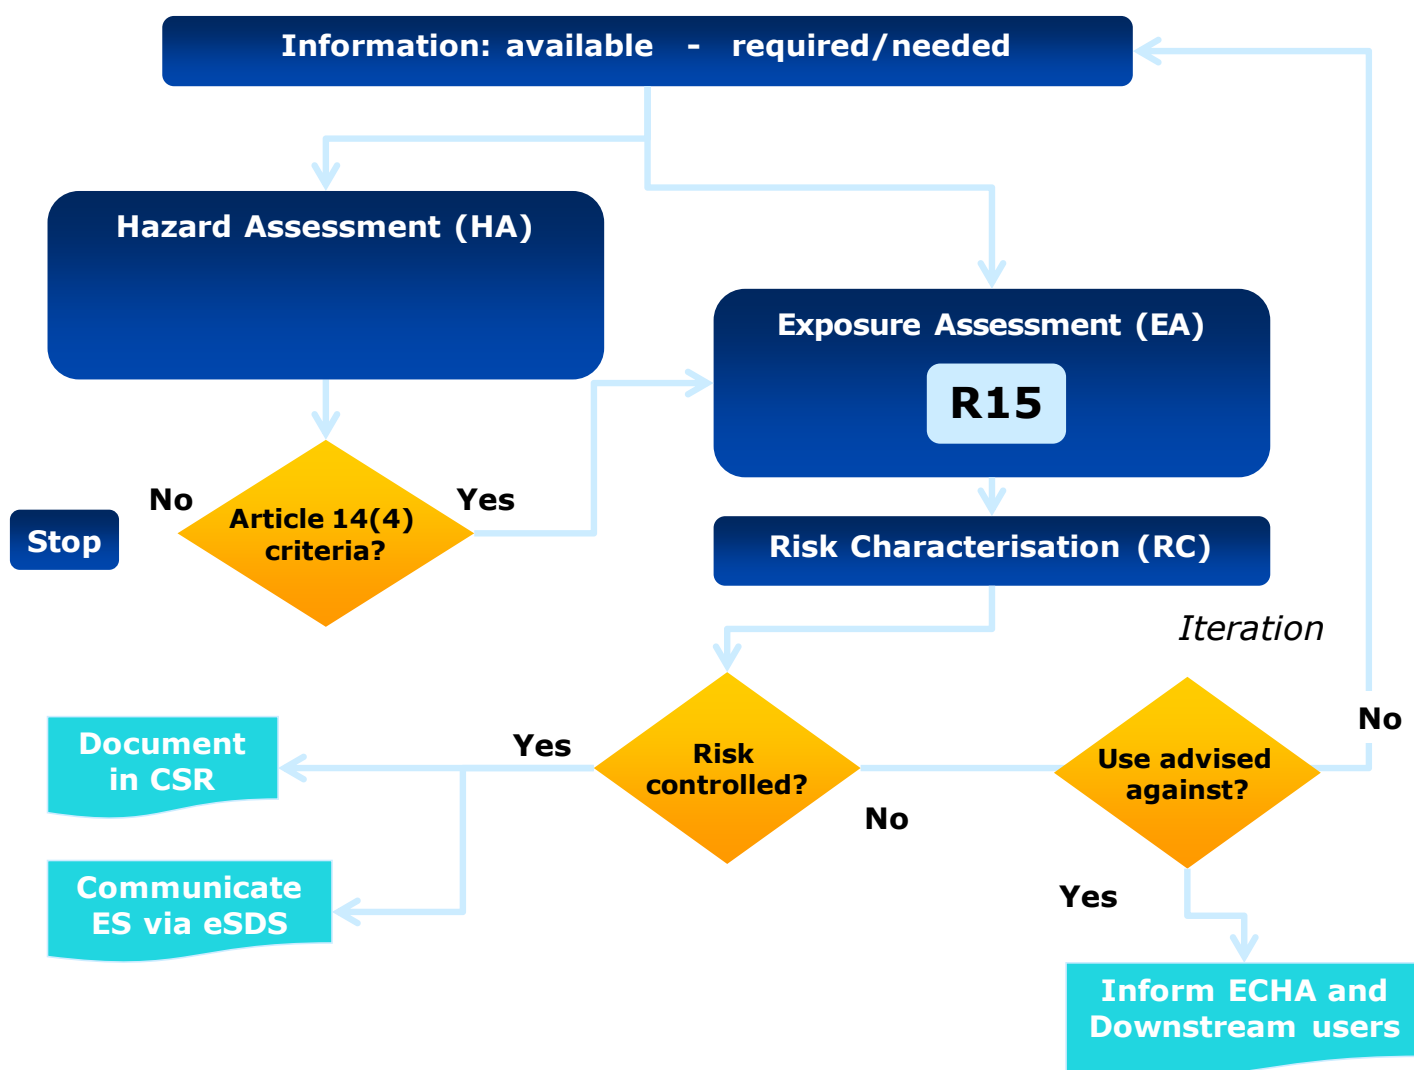 Information: available - required/needed
Hazard Assessment (HA)
Exposure Assessment (EA)
R15
No
Yes
Article 14(4)
criteria?
Stop
Risk Characterisation (RC)
Iteration
Document
in CSR
Yes
Risk
controlled?
No
Use advised
against?
No
Communicate
ES via eSDS
Yes
Inform ECHA and
Downstream users